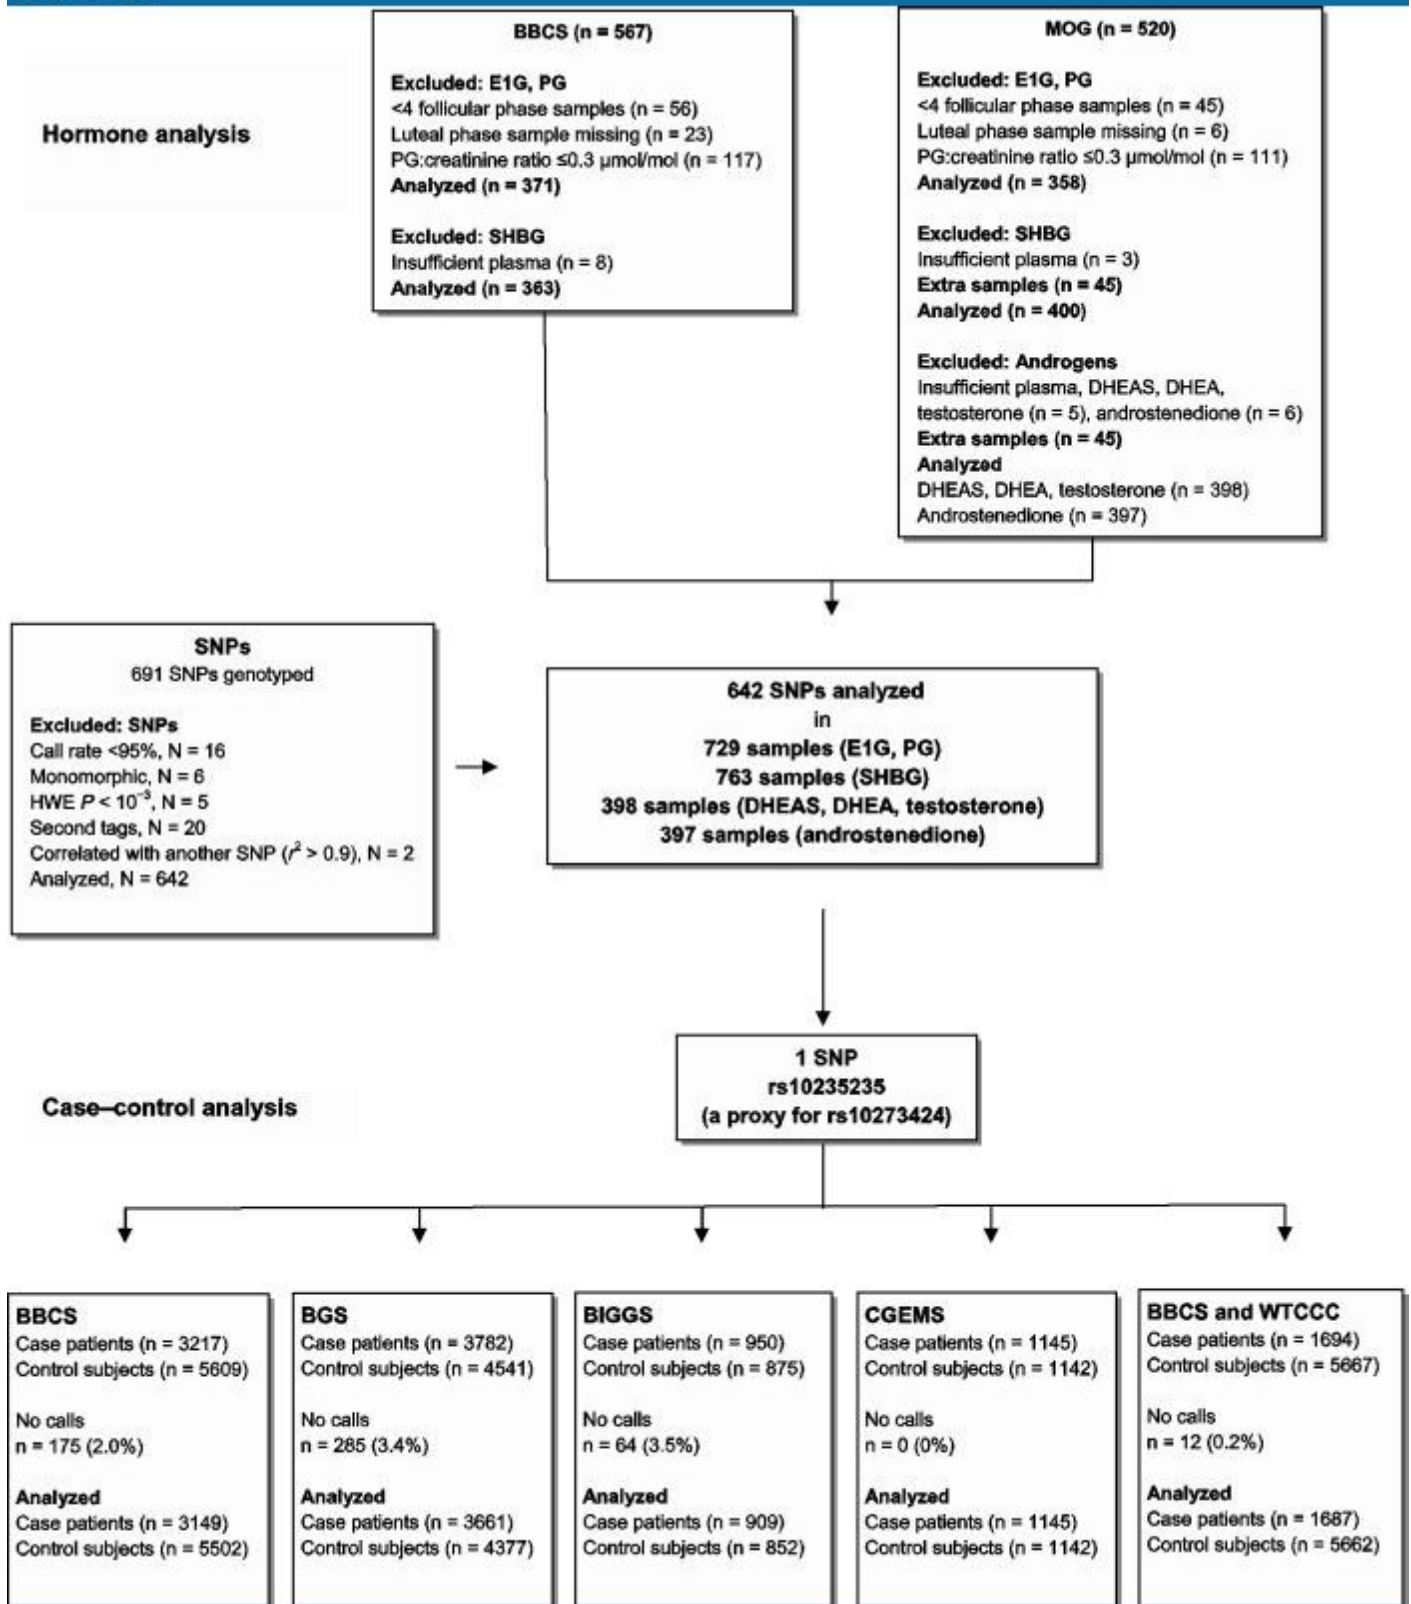 BBCS (n = 567)
Excluded: E1G, PG
<4 follicular phase samples (n = 56)
Luteal phase sample missing (n = 23)
PG:creatinine ratio ≤0.3 µmol/mol (n = 117)
Analyzed (n = 371)
Excluded: SHBG
Insufficient plasma (n = 8)
Analyzed (n = 363)
MOG (n = 520)
Excluded: E1G, PG
<4 follicular phase samples (n = 45)
Luteal phase sample missing (n = 6)
PG:creatinine ratio ≤0.3 µmol/mol (n = 111)
Analyzed (n = 358)
Excluded: SHBG
Insufficient plasma (n = 3)
Extra samples (n = 45)
Analyzed (n = 400)
Excluded: Androgens
Insufficient plasma, DHEAS, DHEA,
testosterone (n = 5), androstenedione (n = 6)
Extra samples (n = 45)
Analyzed
DHEAS, DHEA, testosterone (n = 398)
Androstenedione (n = 397)
Hormone analysis
SNPs
691 SNPs genotyped
Excluded: SNPs
Call rate <95%, N = 16
Monomorphic, N = 6
HWE P < 10⁻³, N = 5
Second tags, N = 20
Correlated with another SNP (r² > 0.9), N = 2
Analyzed, N = 642
642 SNPs analyzed
in
729 samples (E1G, PG)
763 samples (SHBG)
398 samples (DHEAS, DHEA, testosterone)
397 samples (androstenedione)
1 SNP
rs10235235
(a proxy for rs10273424)
Case–control analysis
BBCS
Case patients (n = 3217)
Control subjects (n = 5609)
No calls
n = 175 (2.0%)
Analyzed
Case patients (n = 3149)
Control subjects (n = 5502)
BGS
Case patients (n = 3782)
Control subjects (n = 4541)
No calls
n = 285 (3.4%)
Analyzed
Case patients (n = 3661)
Control subjects (n = 4377)
BIGGS
Case patients (n = 950)
Control subjects (n = 875)
No calls
n = 64 (3.5%)
Analyzed
Case patients (n = 909)
Control subjects (n = 852)
CGEMS
Case patients (n = 1145)
Control subjects (n = 1142)
No calls
n = 0 (0%)
Analyzed
Case patients (n = 1145)
Control subjects (n = 1142)
BBCS and WTCCC
Case patients (n = 1694)
Control subjects (n = 5667)
No calls
n = 12 (0.2%)
Analyzed
Case patients (n = 1687)
Control subjects (n = 5662)